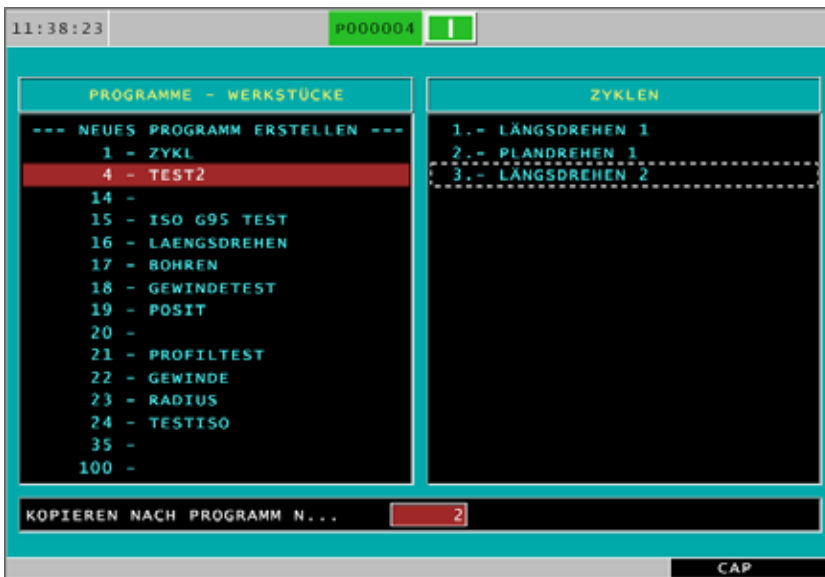 11:38:23
P000004
PROGRAMME - WERKSTÜCKE
--- NEUES PROGRAMM ERSTELLEN ---
1 - ZYKL
4 - TEST2
14 -
15 - ISO G95 TEST
16 - LAENGSDREHEN
17 - BOHREN
18 - GEWINDETEST
19 - POSIT
20 -
21 - PROFILTEST
22 - GEWINDE
23 - RADIUS
24 - TESTISO
35 -
100 -
ZYKLEN
1.- LÄNGSDREHEN 1
2.- PLANDREHEN 1
3.- LÄNGSDREHEN 2
KOPIEREN NACH PROGRAMM N... 2
CAP